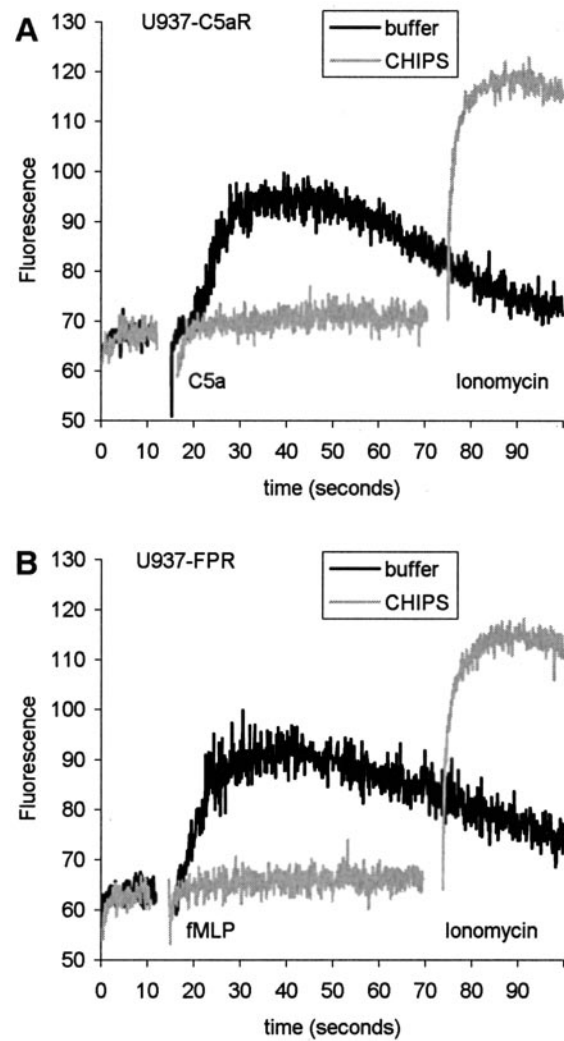 A
U937-C5aR
buffer
CHIPS
130
120
110
100
90
80
70
60
50
Fluorescence
C5a
Ionomycin
0 10 20 30 40 50 60 70 80 90
time (seconds)
B
U937-FPR
buffer
CHIPS
130
120
110
100
90
80
70
60
50
Fluorescence
fMLP
Ionomycin
0 10 20 30 40 50 60 70 80 90
time (seconds)